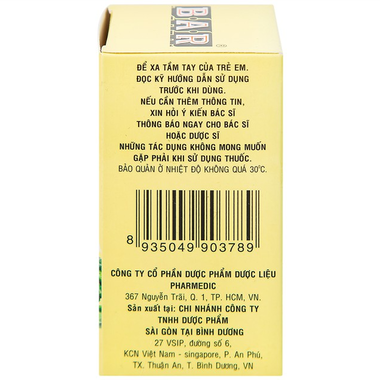 BAR
®
ĐỂ XA TẦM TAY CỦA TRẺ EM.
ĐỌC KỸ HƯỚNG DẪN SỬ DỤNG
TRƯỚC KHI DÙNG.
NẾU CẦN THÊM THÔNG TIN,
XIN HỎI Ý KIẾN BÁC SĨ
THÔNG BÁO NGAY CHO BÁC SĨ
HOẶC DƯỢC SĨ
NHỮNG TÁC DỤNG KHÔNG MONG MUỐN
GẶP PHẢI KHI SỬ DỤNG THUỐC.
BẢO QUẢN Ở NHIỆT ĐỘ KHÔNG QUÁ 30°C.
8 935049 903789
CÔNG TY CỔ PHẦN DƯỢC PHẨM DƯỢC LIỆU
PHARMEDIC
367 Nguyễn Trãi, Q. 1, TP. HCM, VN.
Sản xuất tại: CHI NHÁNH CÔNG TY
TNHH DƯỢC PHẨM
SÀI GÒN TẠI BÌNH DƯƠNG
27 VSIP, đường số 6,
KCN Việt Nam - singapore, P. An Phú,
TX. Thuận An, T. Bình Dương, VN